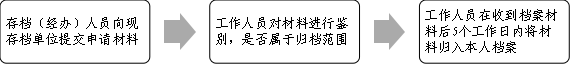 存档（经办）人员向现
存档单位提交申请材料
工作人员对材料进行鉴
别，是否属于归档范围
工作人员在收到档案材
料后5个工作日内将材
料归入本人档案